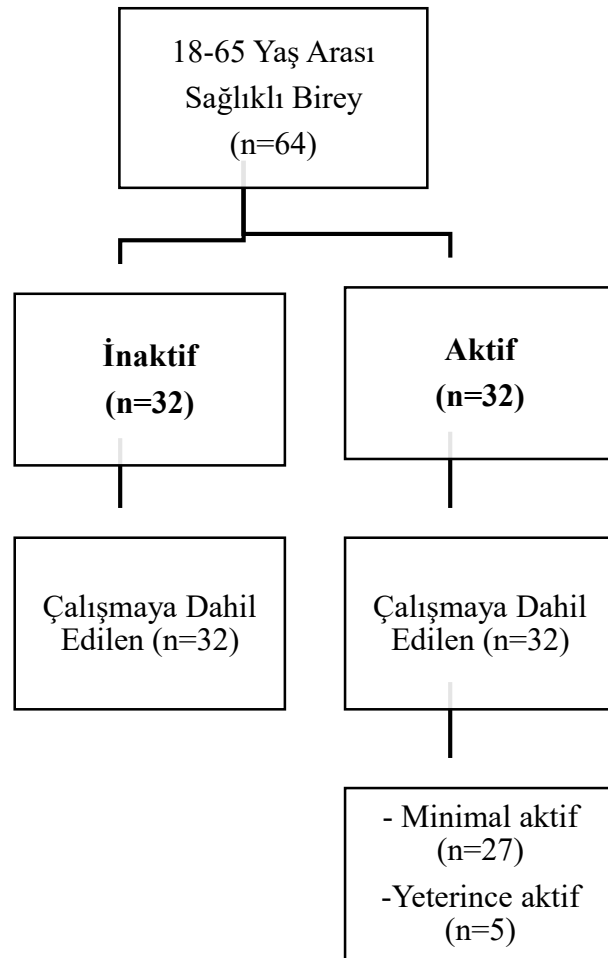 18-65 Yaş Arası
Sağlıklı Birey
(n=64)
İnaktif
(n=32)
Aktif
(n=32)
Çalışmaya Dahil
Edilen (n=32)
Çalışmaya Dahil
Edilen (n=32)
- Minimal aktif
(n=27)
-Yeterince aktif
(n=5)